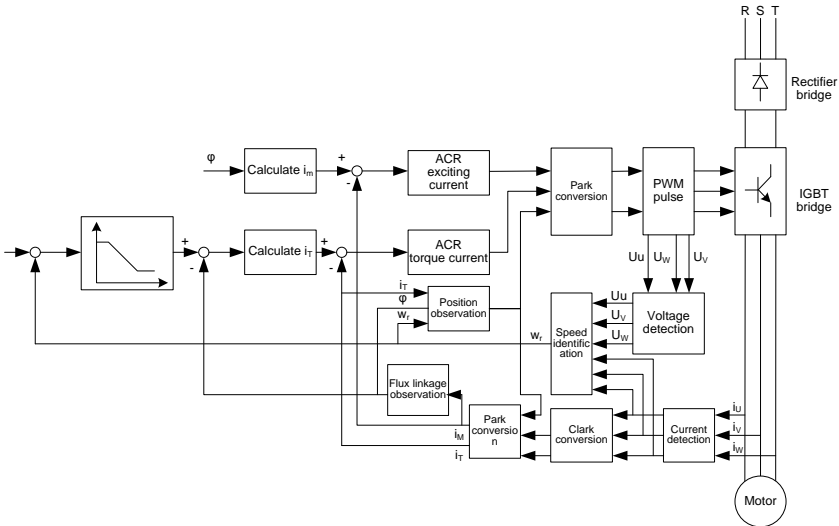 R S T
Rectifier
bridge
φ
Calculate im
+
-
ACR
exciting
current
Park
conversion
PWM
pulse
IGBT
bridge
+
-
Calculate iT
+
-
ACR
torque current
Uu UW UV
iT
φ
wr
Position
observation
wr
Speed
identific
ation
Uu
UV
UW
Voltage
detection
Flux linkage
observation
iM
iT
Park
conversio
n
Clark
conversion
Current
detection
iU
iV
iW
Motor